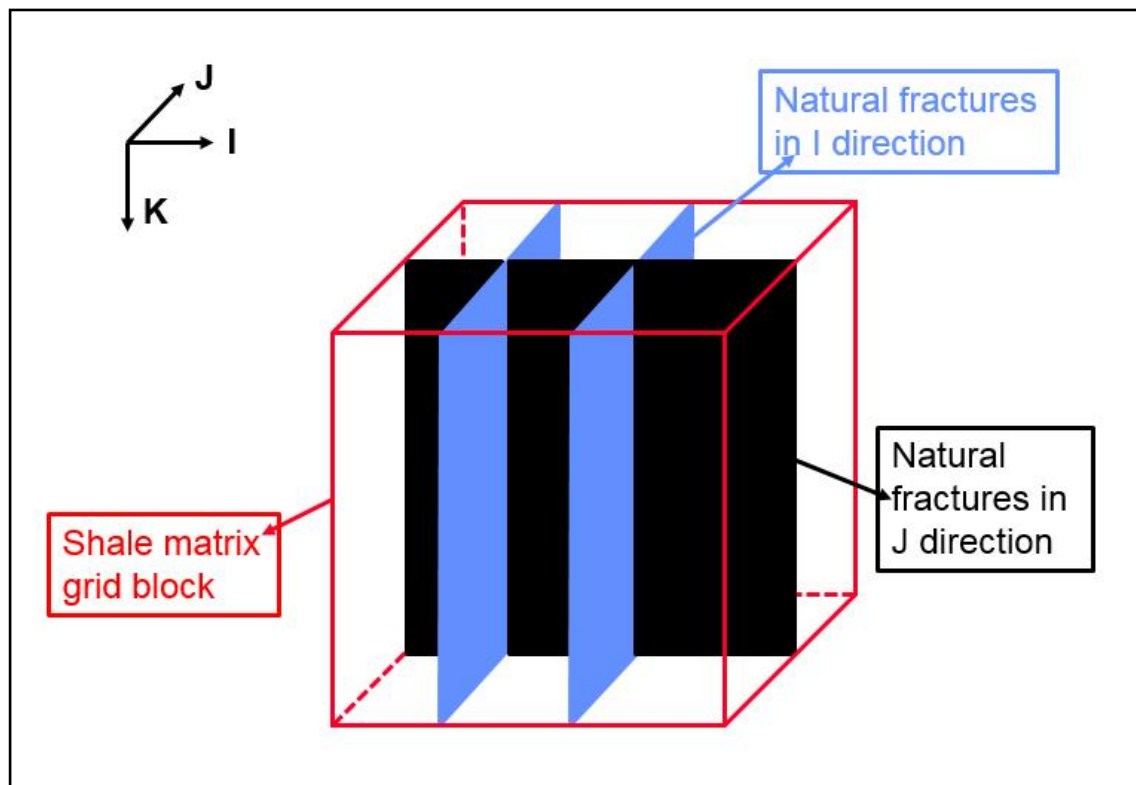 J
I
K
Natural fractures
in I direction
Natural
fractures in
J direction
Shale matrix
grid block